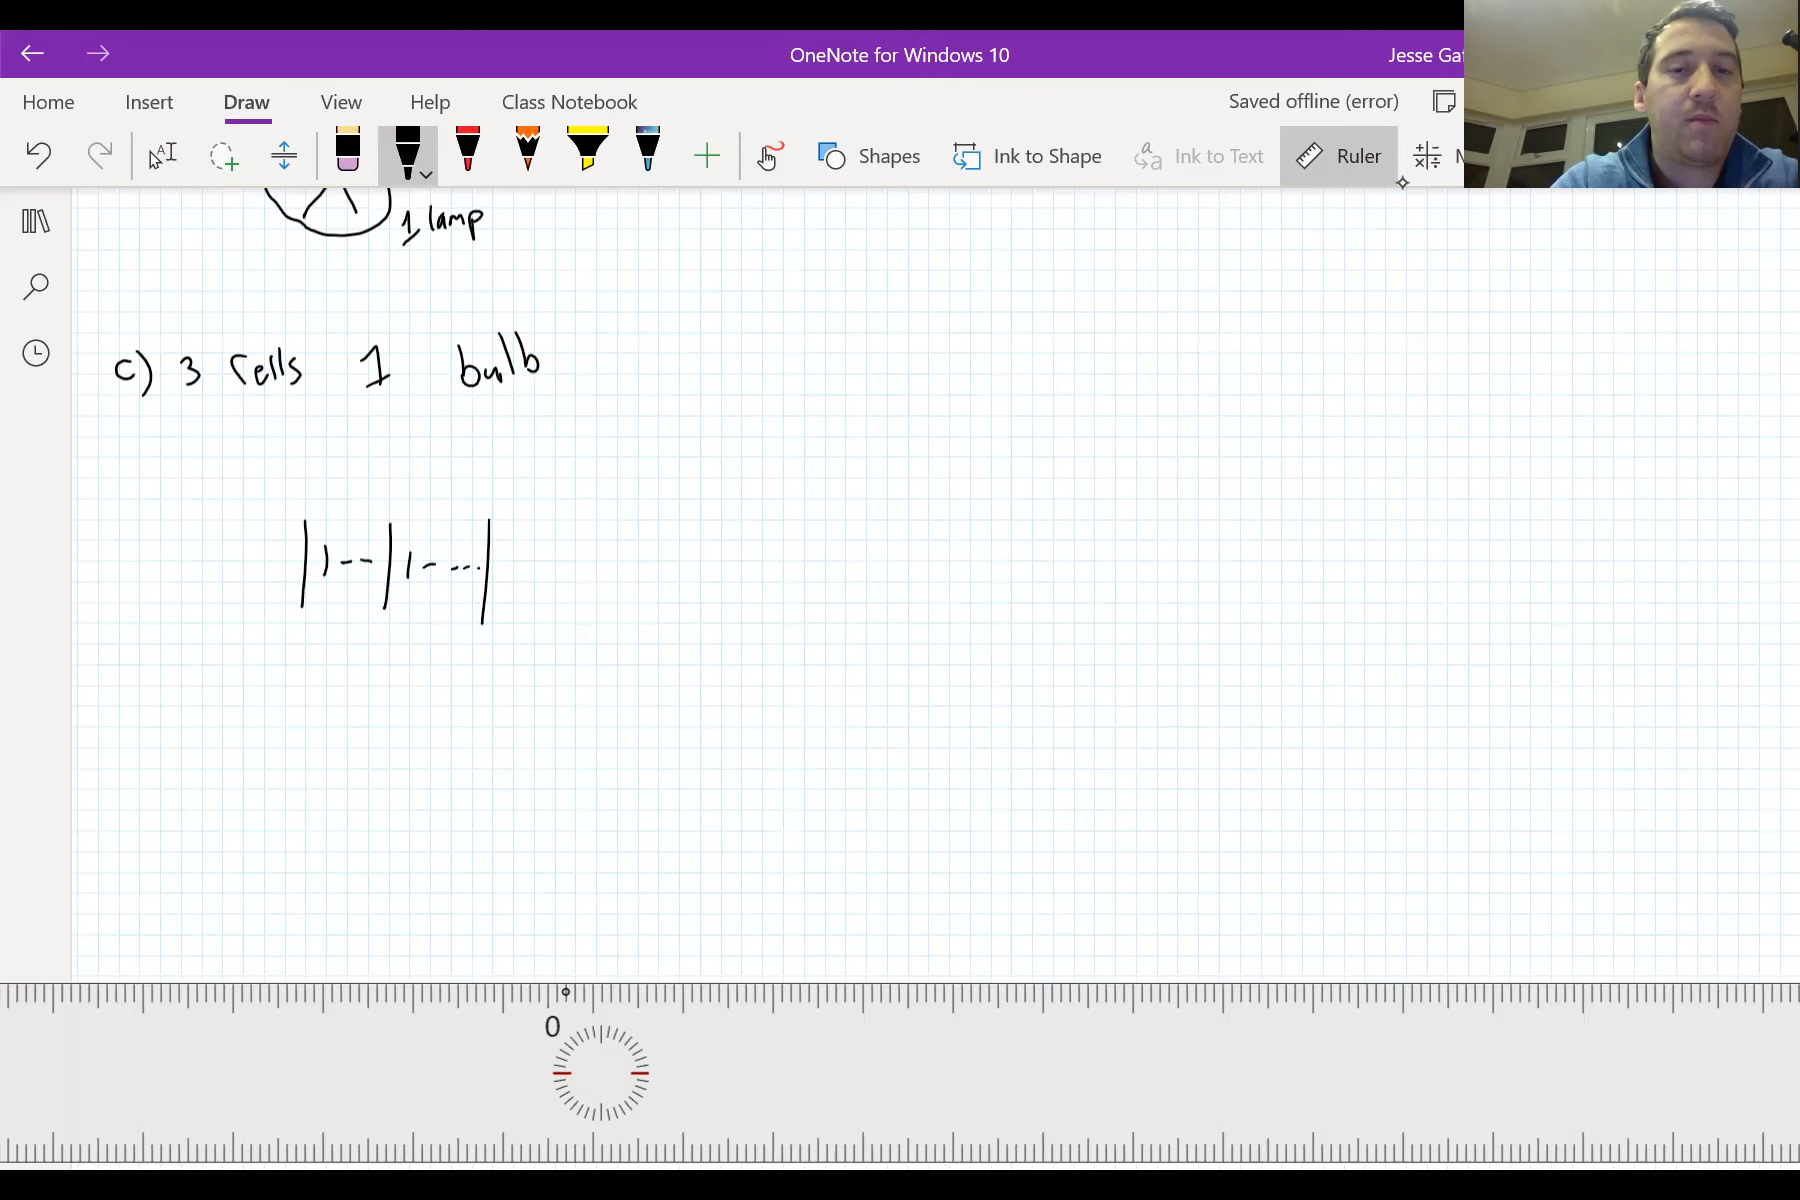 OneNote for Windows 10
Jesse Gaf
Home Insert Draw View Help Class Notebook
Saved offline (error)
Shapes Ink to Shape Ink to Text Ruler M
1 lamp
c) 3 cells 1 bulb
0